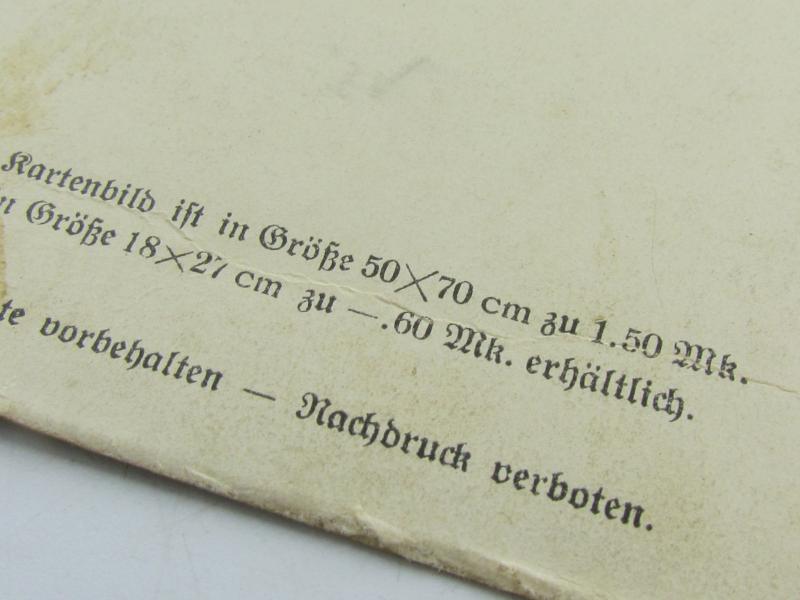 Kartenbild ist in Größe 50×70 cm zu 1.50 Mk.
Größe 18×27 cm zu —.60 Mk. erhältlich.
vorbehalten — Nachdruck verboten.